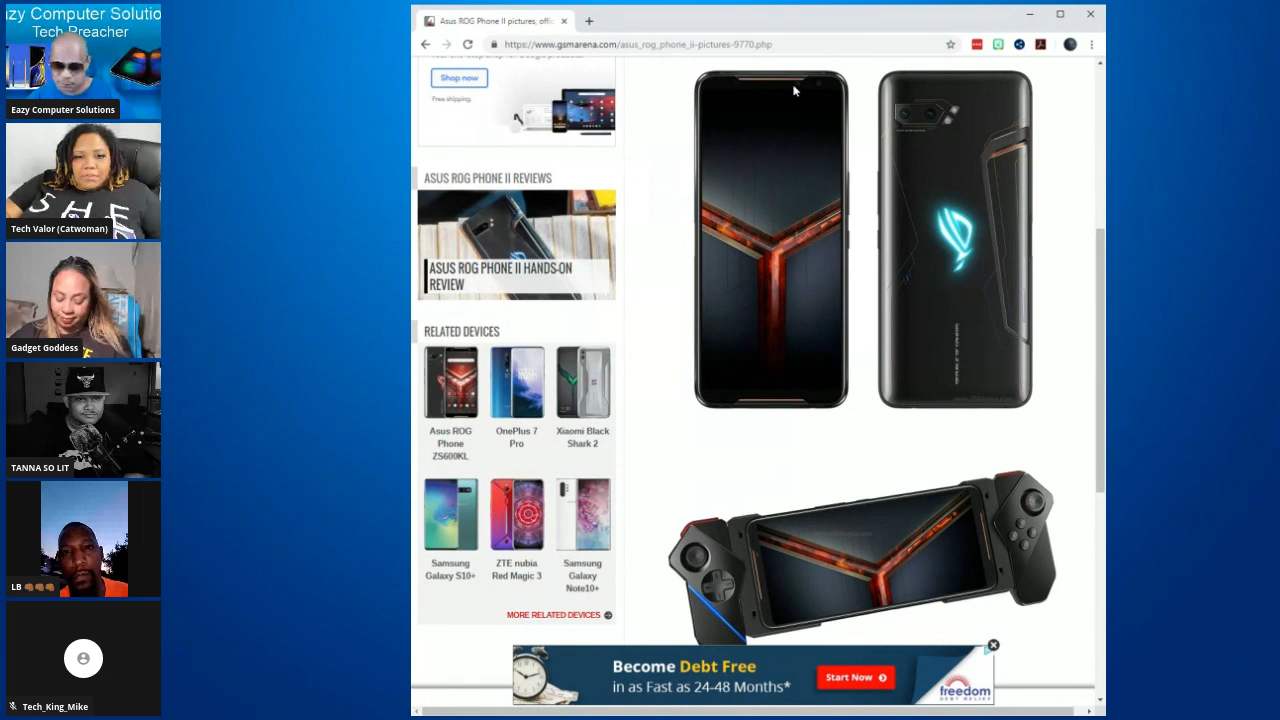 azy Computer Solutio
Tech Preacher
Eazy Computer Solutions
S H E
Tech Valor (Catwoman)
Gadget Goddess
TANNA SO LIT
LB
Tech_King_Mike
Asus ROG Phone II pictures, offic
https://www.gsmarena.com/asus_rog_phone_ii-pictures-9770.php
Shop now
Free shipping.
ASUS ROG PHONE II REVIEWS
ASUS ROG PHONE II HANDS-ON
REVIEW
RELATED DEVICES
Asus ROG
Phone
ZS600KL
OnePlus 7
Pro
Xiaomi Black
Shark 2
Samsung
Galaxy S10+
ZTE nubia
Red Magic 3
Samsung
Galaxy
Note10+
MORE RELATED DEVICES
Become Debt Free
in as Fast as 24-48 Months*
Start Now
freedom
DEBT RELIEF